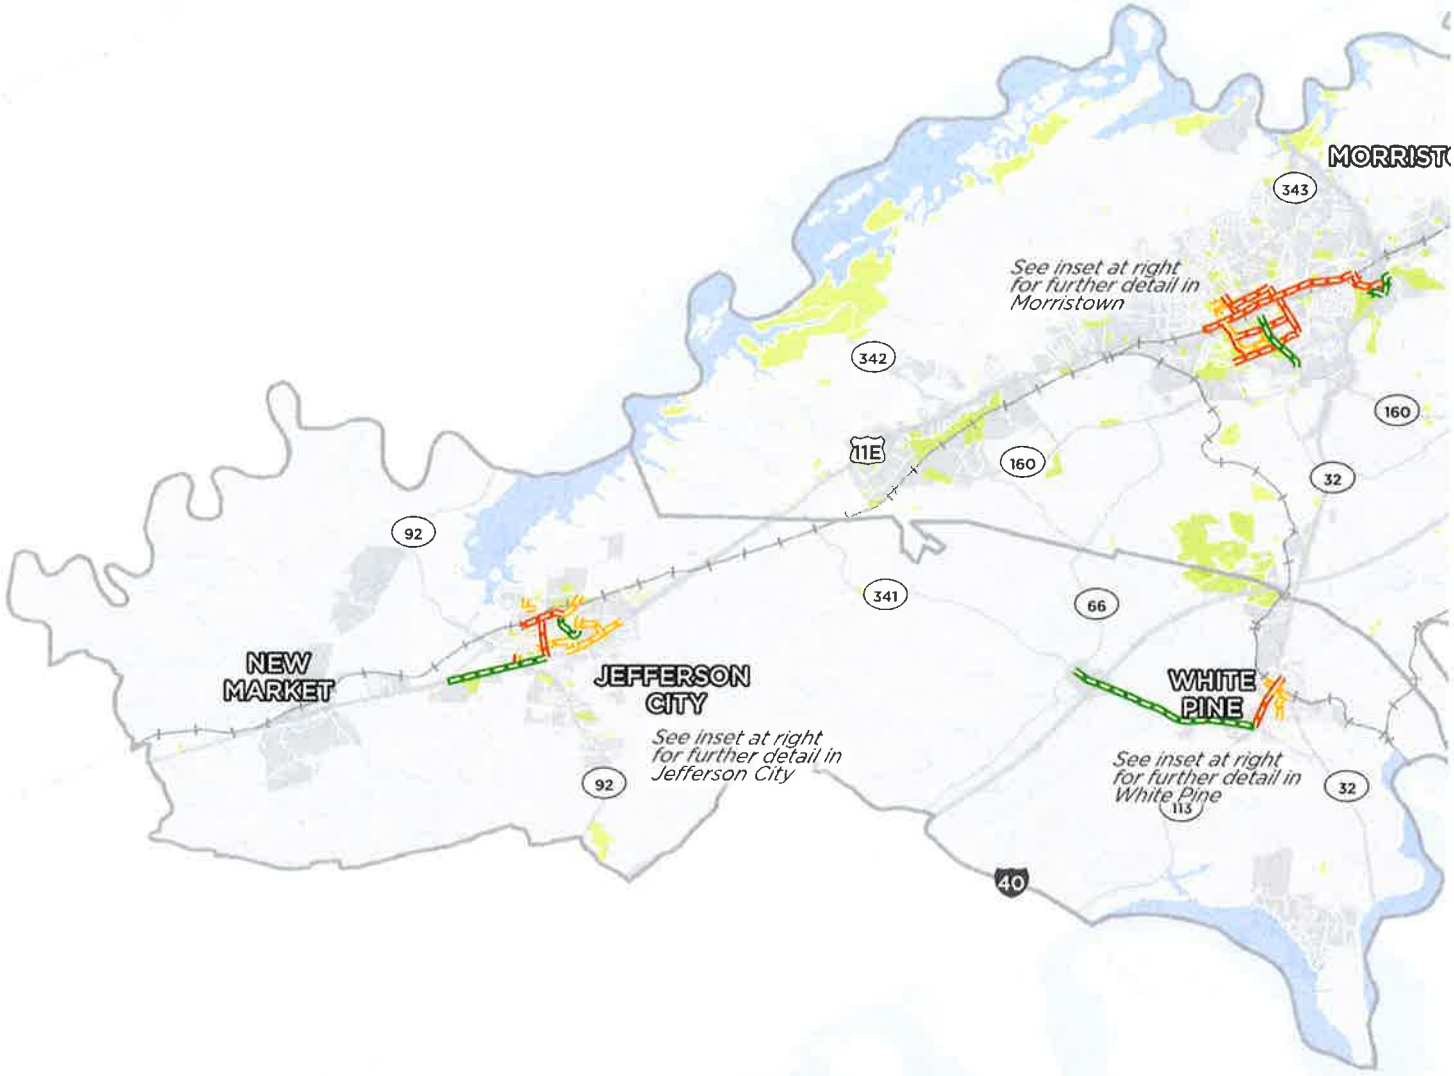 MORRIST
343
See inset at right
for further detail in
Morristown
342
160
11E
160
32
92
341
66
NEW
MARKET
JEFFERSON
CITY
WHITE
PINE
See inset at right
for further detail in
Jefferson City
See inset at right
for further detail in
White Pine
92
32
113
40